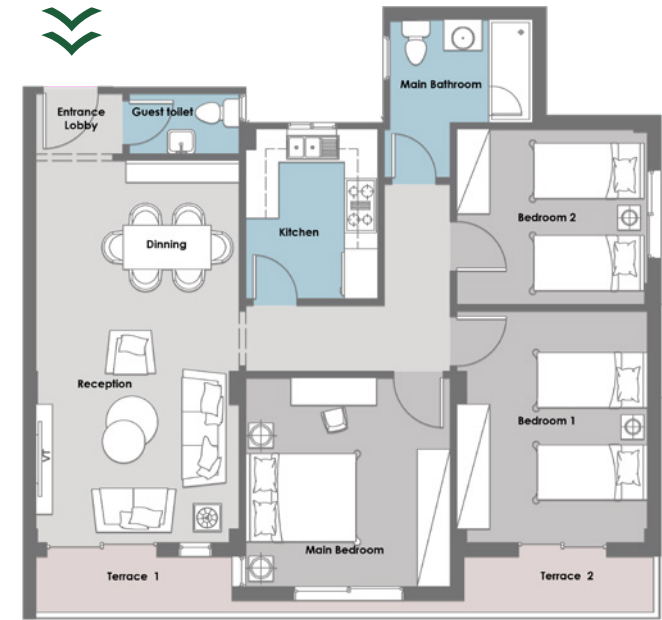 Main Bathroom
Entrance
Lobby
Guest toilet
Bedroom 2
Kitchen
Dinning
Reception
Bedroom 1
TV
Main Bedroom
Terrace 1
Terrace 2